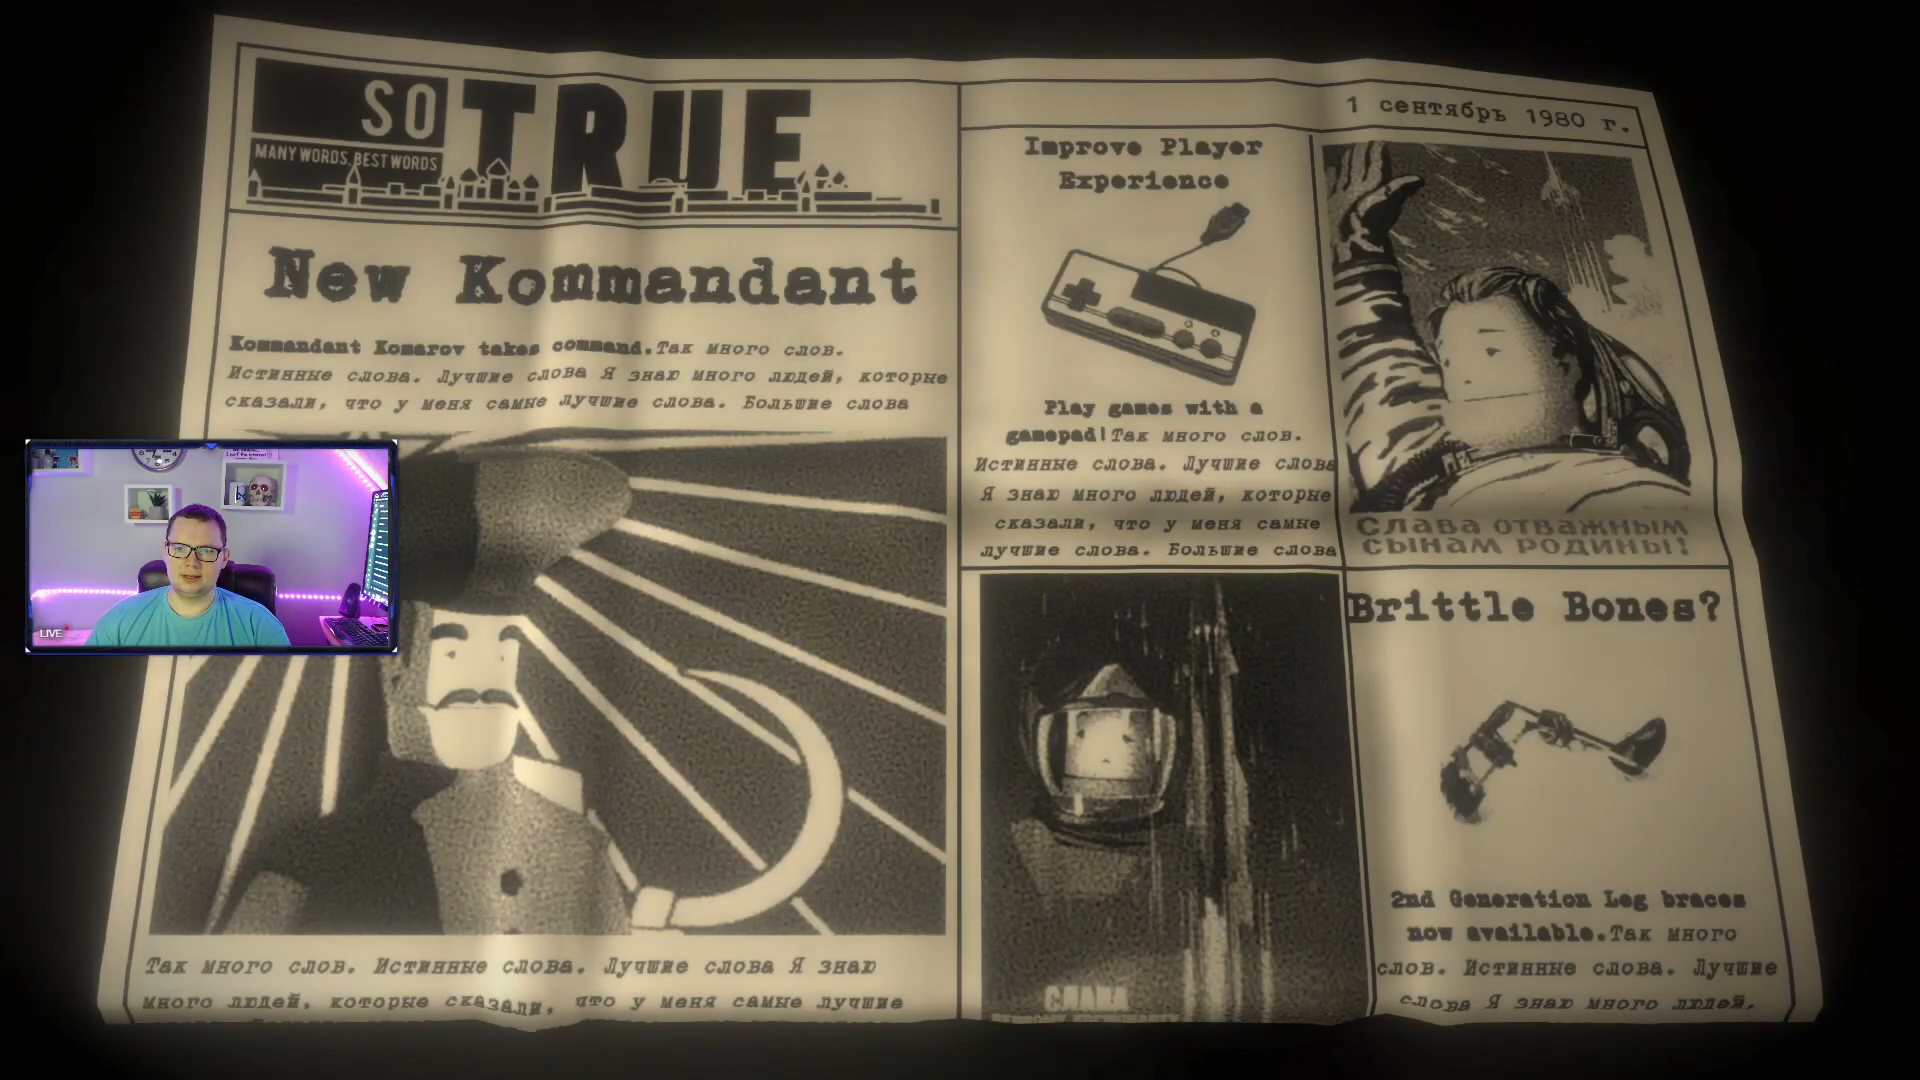 SO TRUE
MANY WORDS, BEST WORDS
1 сентябрь 1980 г.
New Kommandant
Kommandant Komarov takes command. Так много слов.
Истинные слова. Лучшие слова Я знаю много людей, которые
сказали, что у меня самые лучшие слова. Большие слова
Так много слов. Истинные слова. Лучшие слова Я знаю
много людей, которые сказали, что у меня самые лучшие
Improve Player
Experience
Play games with a
gamepad! Так много слов.
Истинные слова. Лучшие слова
Я знаю много людей, которые
сказали, что у меня самые
лучшие слова. Большие слова
СЛАВА
СЛАВА ОТВАЖНЫМ
СЫНАМ РОДИНЫ!
Brittle Bones?
2nd Generation Leg braces
now available. Так много
слов. Истинные слова. Лучшие
слова Я знаю много людей,
LIVE